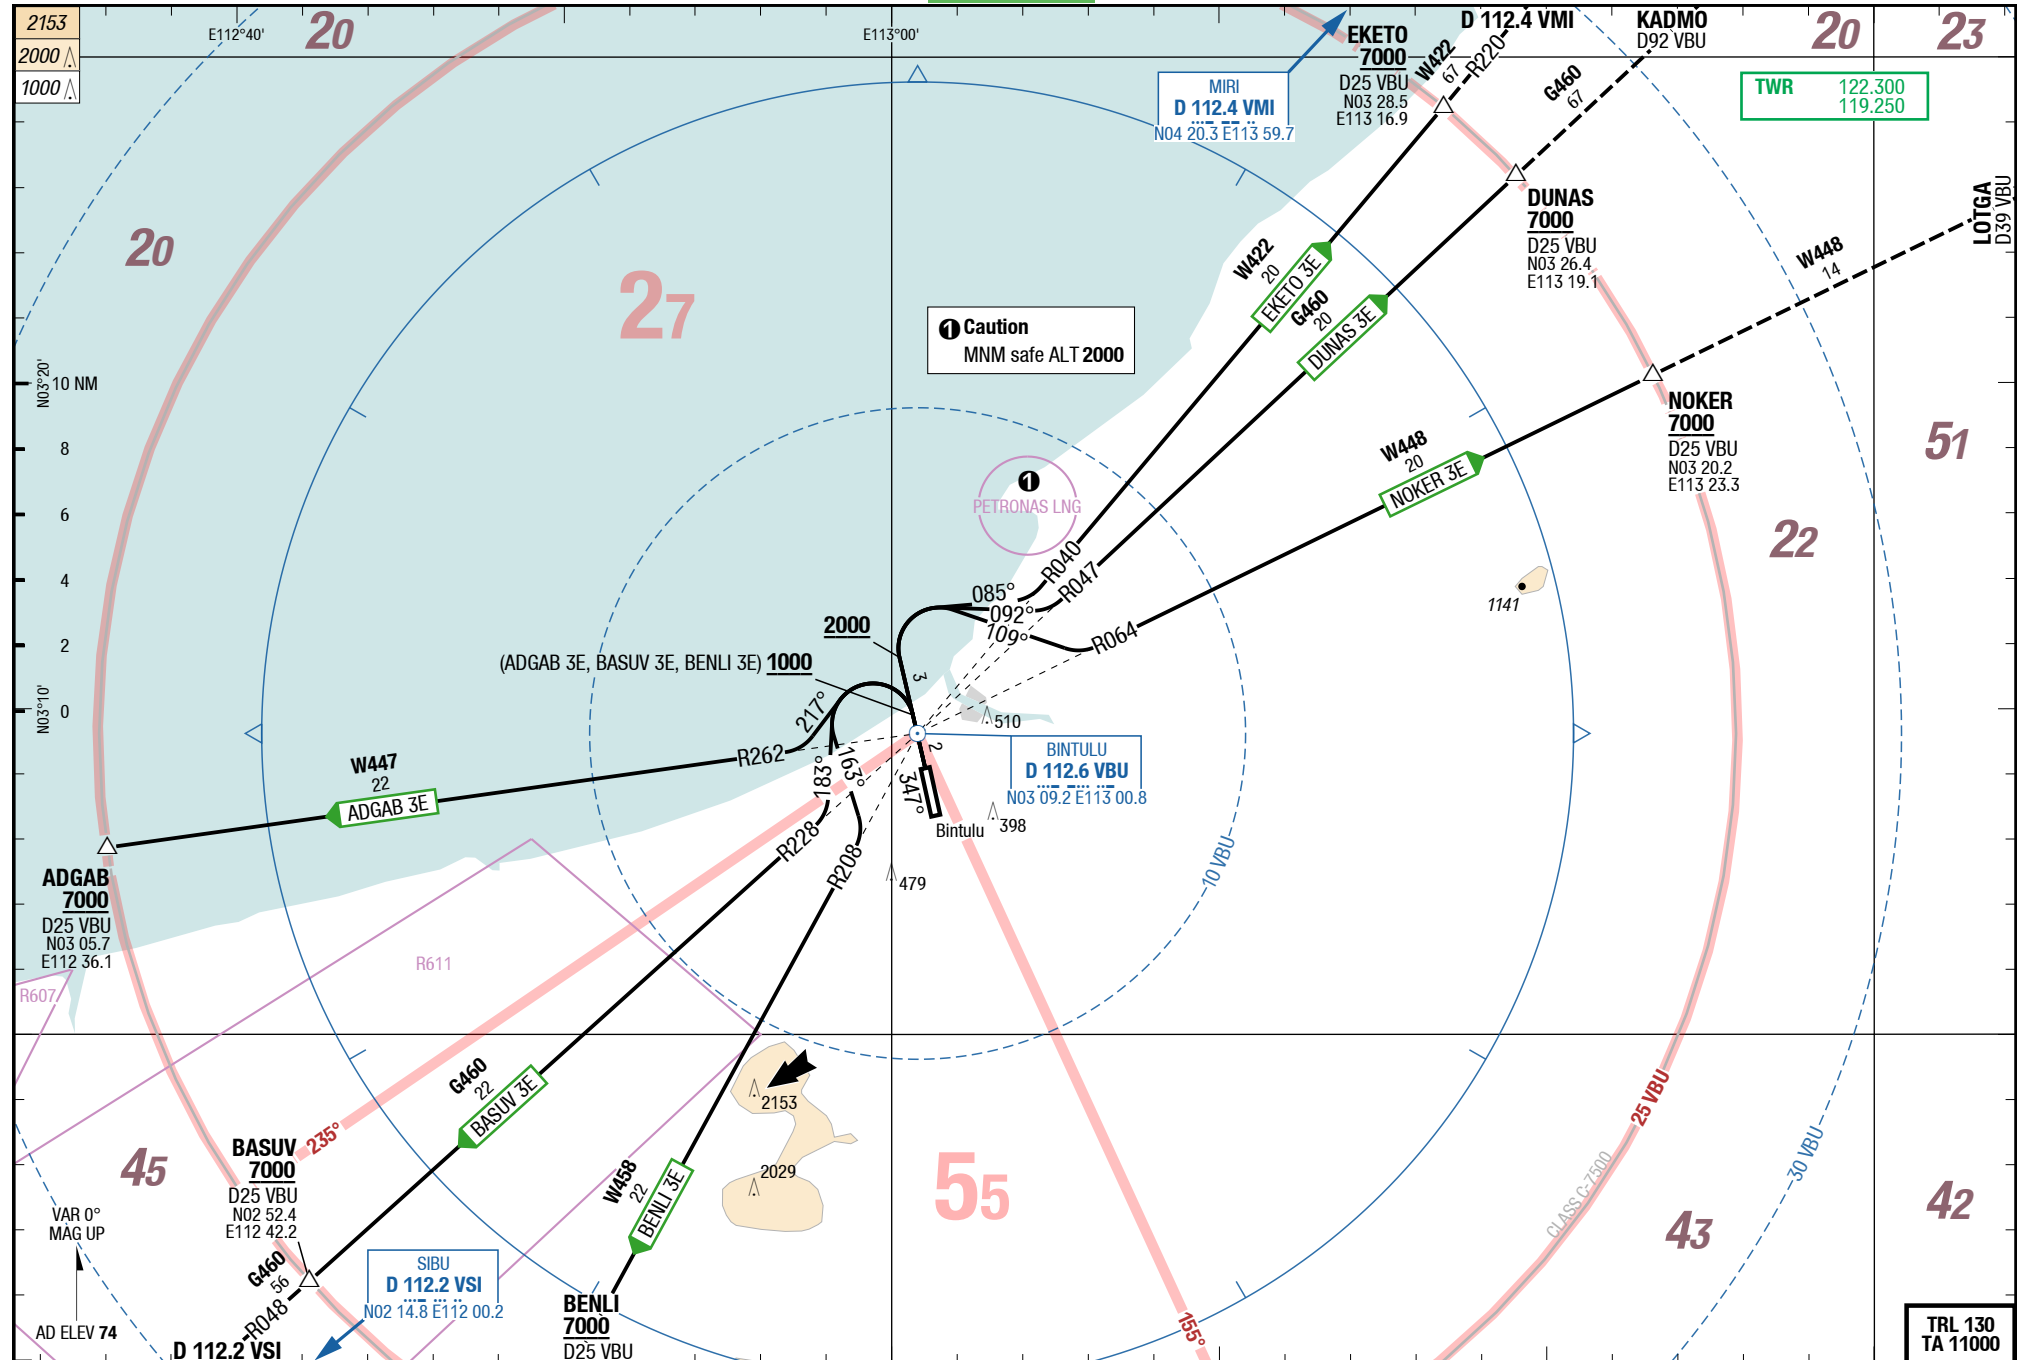 2153
2000
1000
E112°40'
20
E113°00'
EKETO
7000
D25 VBU
N03 28.5
E113 16.9
W422
67
R220
D 112.4 VMI
KADMO
D92 VBU
20
23
G460
67
TWR 122.300
119.250
MIRI
D 112.4 VMI
N04 20.3 E113 59.7
DUNAS
7000
D25 VBU
N03 26.4
E113 19.1
LOTGA
D39 VBU
W448
14
20
27
W422
20
EKETO 3E
G460
20
DUNAS 3E
1 Caution
MNM safe ALT 2000
N03°20'
10 NM
8
6
4
2
0
N03°10'
NOKER
7000
D25 VBU
N03 20.2
E113 23.3
51
W448
20
NOKER 3E
22
1
PETRONAS LNG
R040
R047
R064
085°
092°
109°
1141
2000
(ADGAB 3E, BASUV 3E, BENLI 3E) 1000
3
217°
R262
183°
163°
2
347°
510
BINTULU
D 112.6 VBU
N03 09.2 E113 00.8
W447
22
ADGAB 3E
398
Bintulu
R228
R208
479
10 VBU
ADGAB
7000
D25 VBU
N03 05.7
E112 36.1
R607
R611
G460
22
BASUV 3E
2153
2029
235°
BASUV
7000
D25 VBU
N02 52.4
E112 42.2
45
W458
22
BENLI 3E
55
25 VBU
CLASS C-7500
30 VBU
43
42
VAR 0°
MAG UP
AD ELEV 74
G460
56
R048
D 112.2 VSI
SIBU
D 112.2 VSI
N02 14.8 E112 00.2
BENLI
7000
D25 VBU
155°
TRL 130
TA 11000